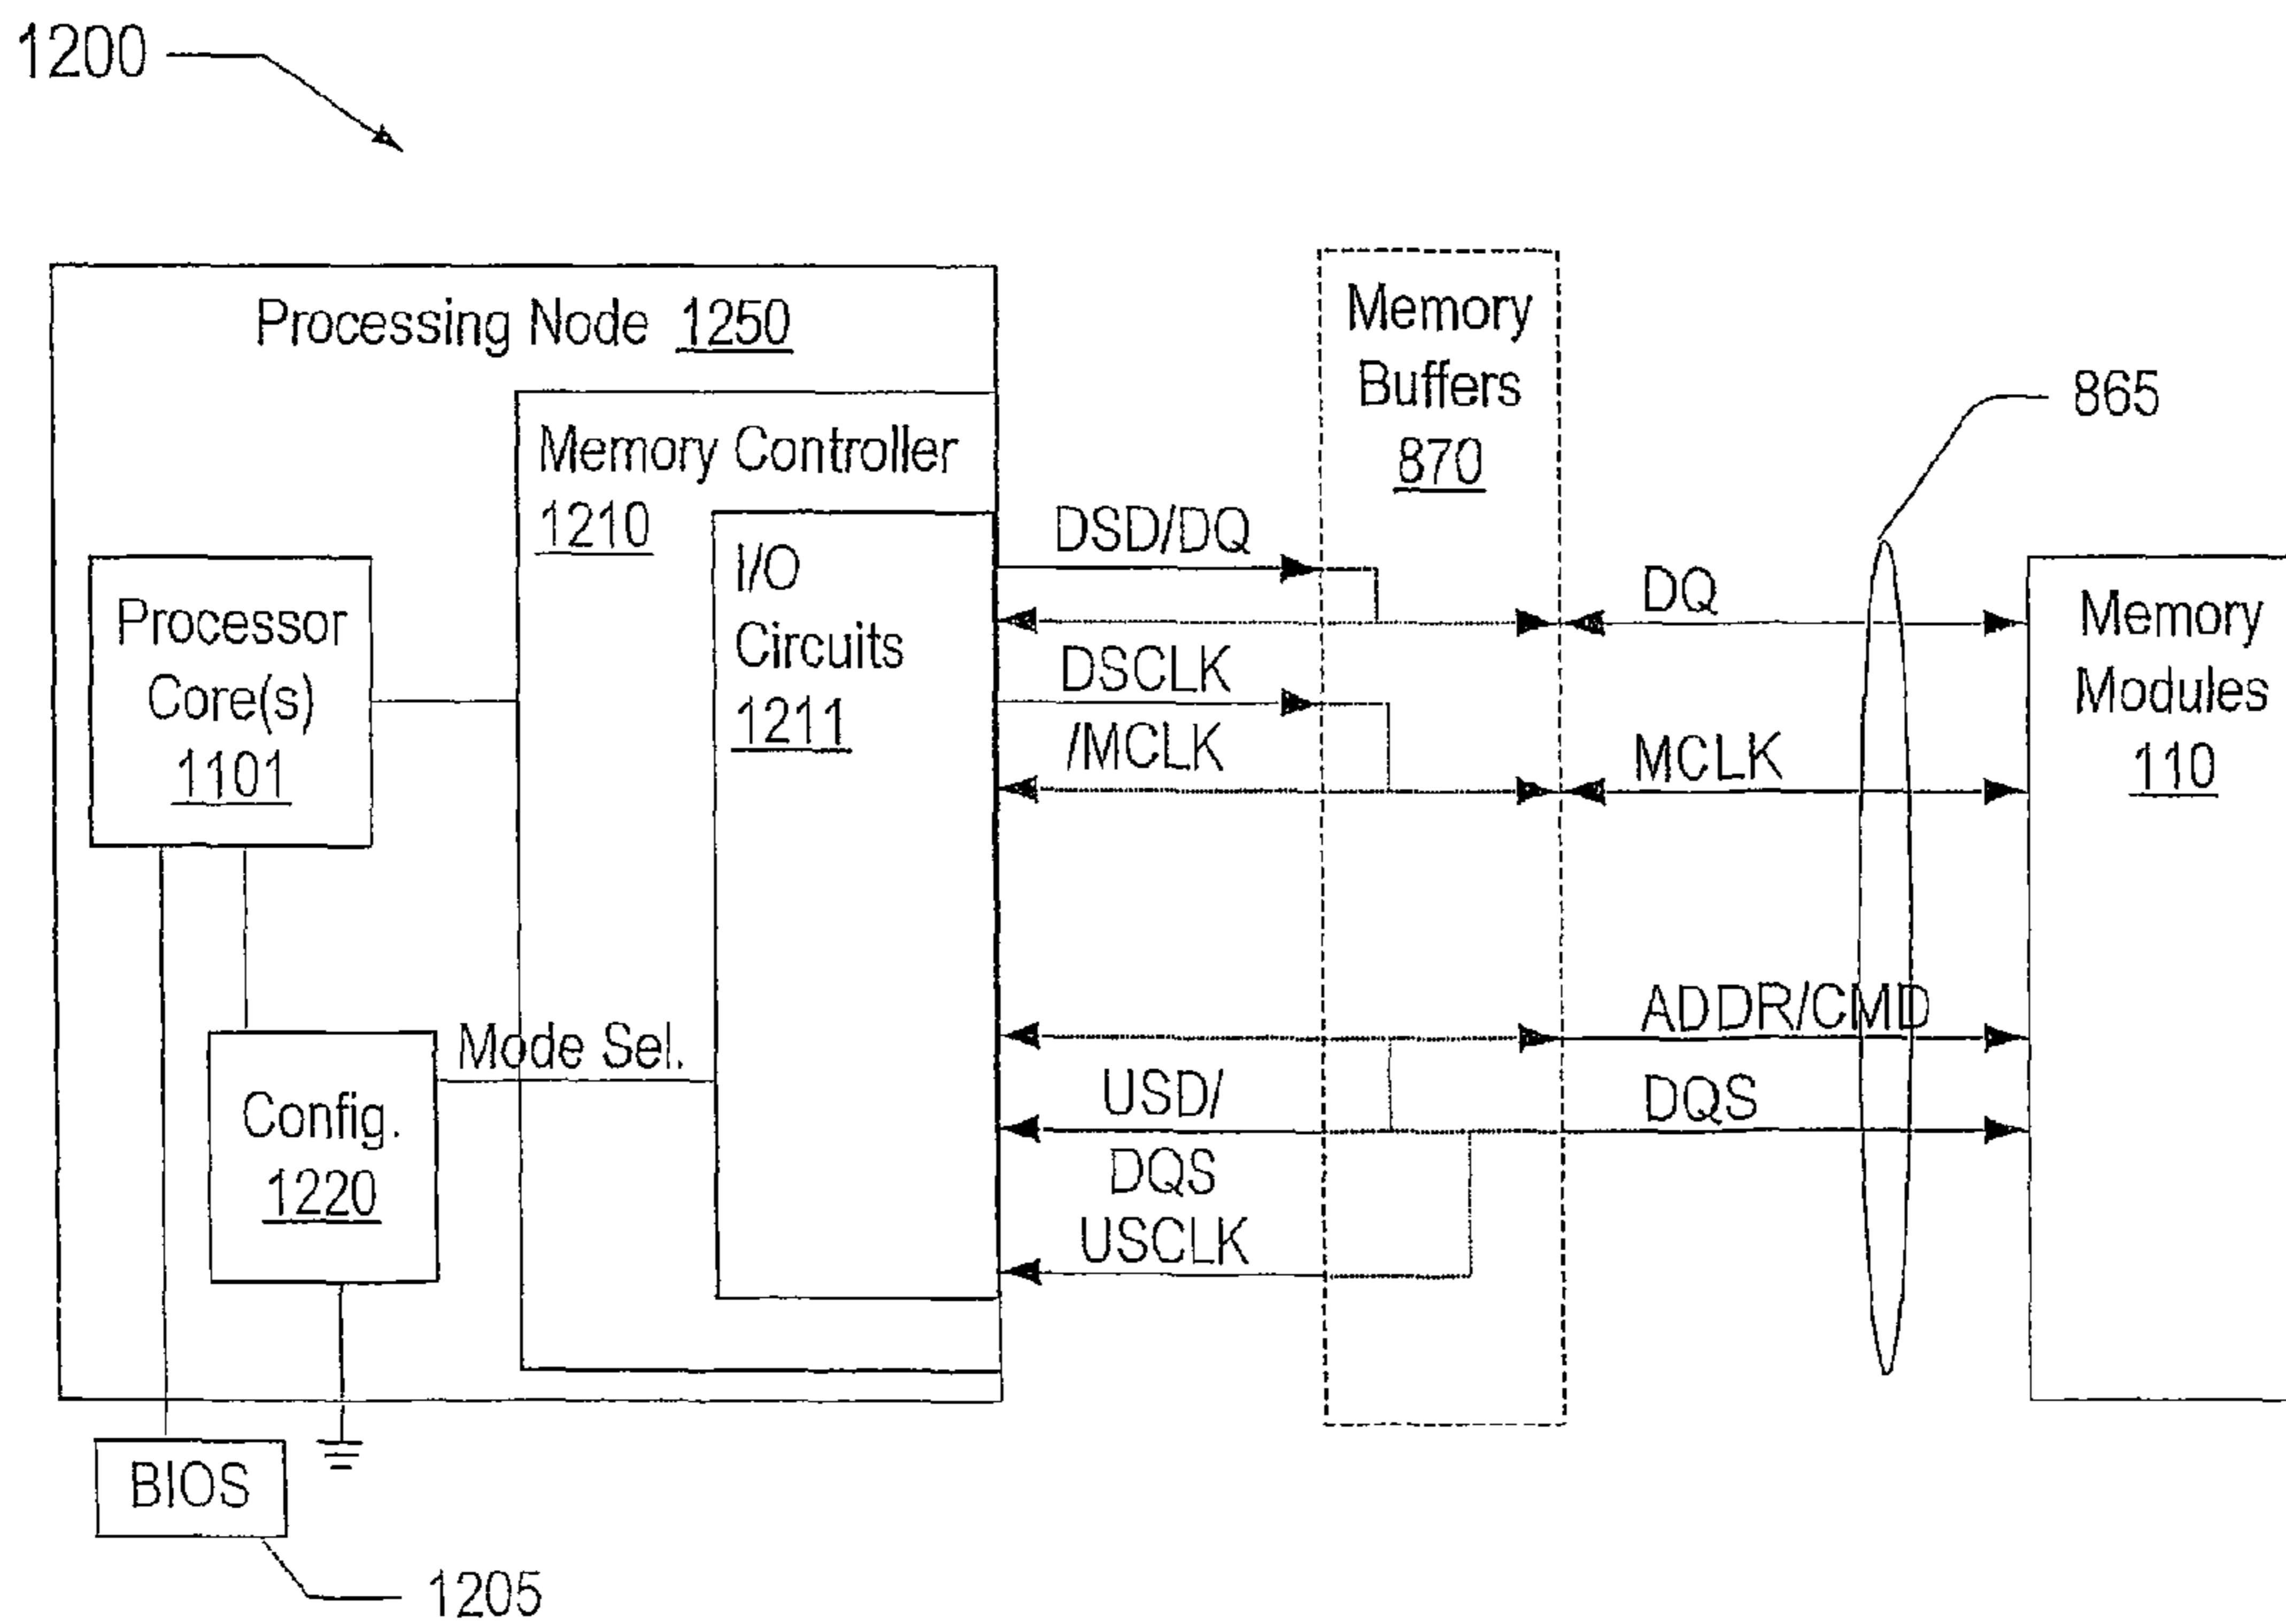 1200
Processing Node 1250
Memory
Buffers
870
865
Memory Controller
1210
I/O
Circuits
1211
Processor
Core(s)
1101
DSD/DQ
DQ
DSCLK
/MCLK
MCLK
Memory
Modules
110
Mode Sel.
ADDR/CMD
Config.
1220
USD/
DQS
USCLK
DQS
BIOS
1205